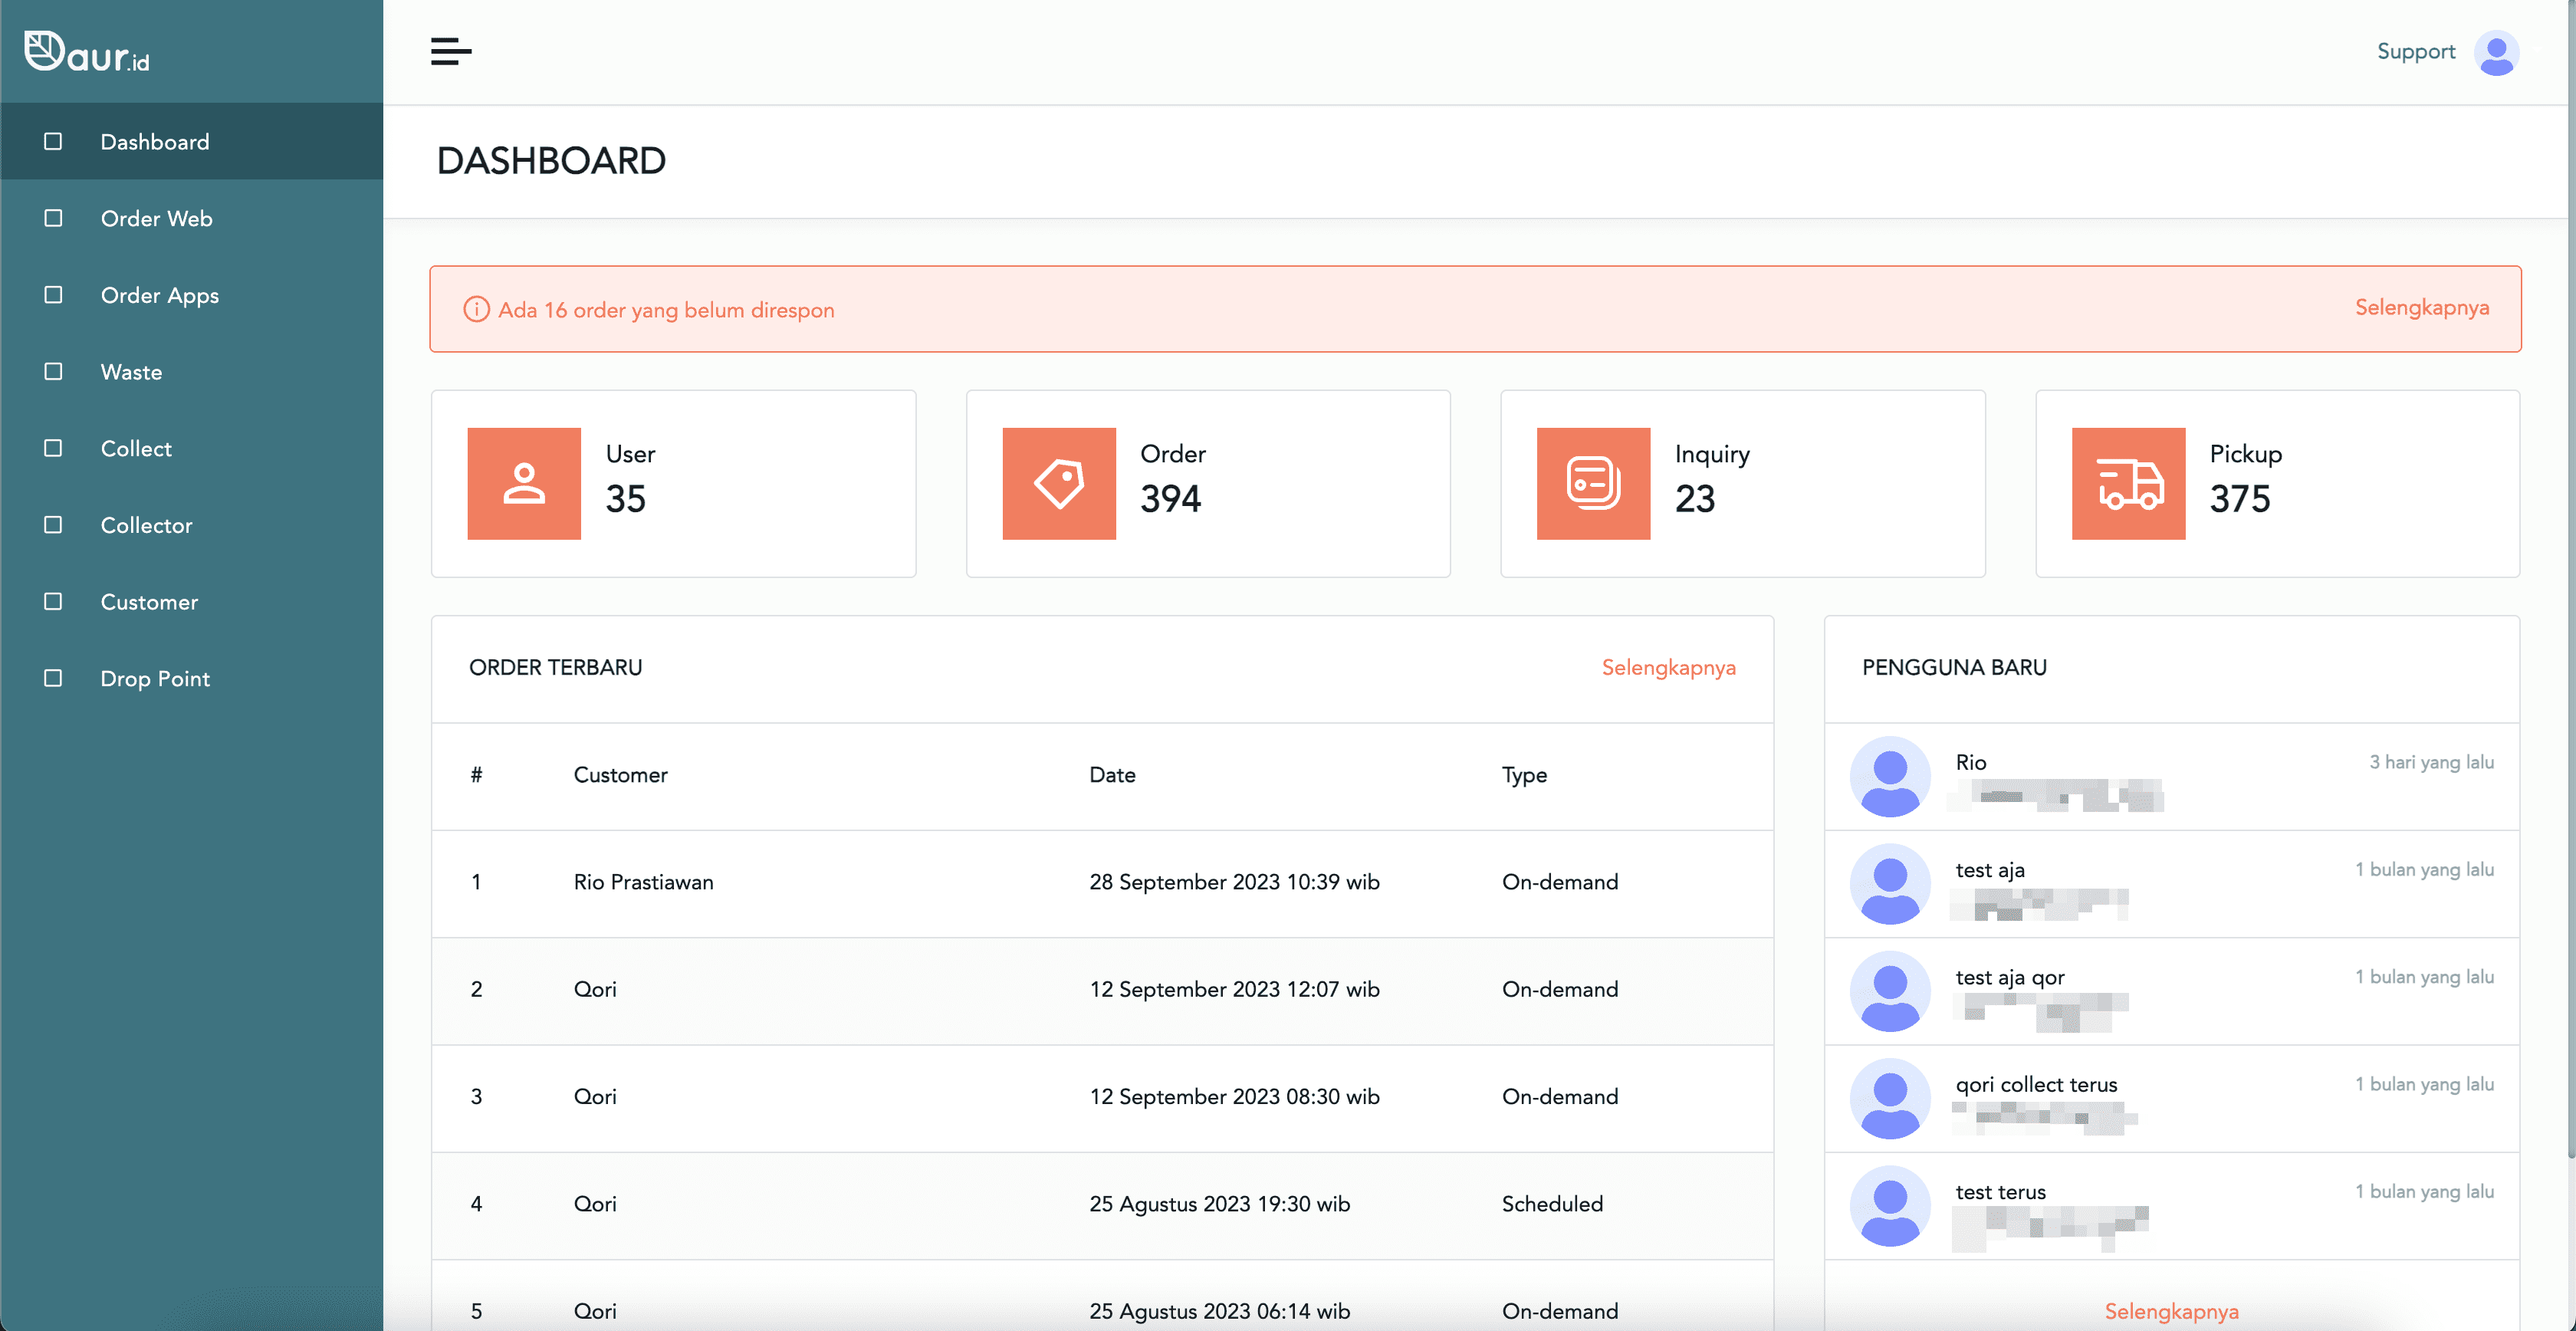 Daur.id
Support
Dashboard
Order Web
Order Apps
Waste
Collect
Collector
Customer
Drop Point
DASHBOARD
Ada 16 order yang belum direspon Selengkapnya
User
35
Order
394
Inquiry
23
Pickup
375
ORDER TERBARU Selengkapnya
# Customer Date Type
1 Rio Prastiawan 28 September 2023 10:39 wib On-demand
2 Qori 12 September 2023 12:07 wib On-demand
3 Qori 12 September 2023 08:30 wib On-demand
4 Qori 25 Agustus 2023 19:30 wib Scheduled
5 Qori 25 Agustus 2023 06:14 wib On-demand
PENGGUNA BARU
Rio 3 hari yang lalu
test aja 1 bulan yang lalu
test aja qor 1 bulan yang lalu
qori collect terus 1 bulan yang lalu
test terus 1 bulan yang lalu
Selengkapnya